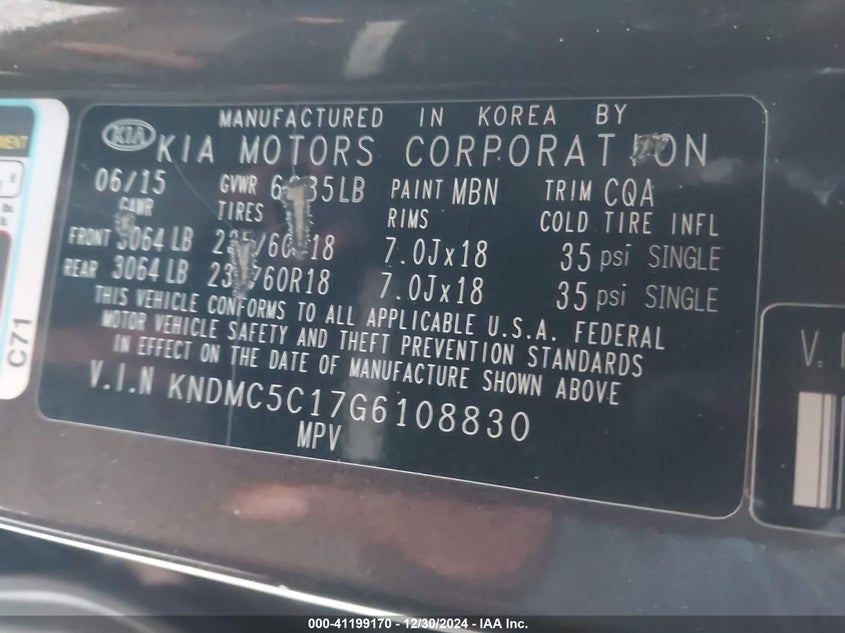 MANUFACTURED IN KOREA BY
KIA KIA MOTORS CORPORATION
06/15 GVWR PAINT MBN TRIM CQA
GAWR TIRES RIMS COLD TIRE INFL
FRONT 3064 LB 7.0Jx18 35 psi SINGLE
REAR 3064 LB 7.0Jx18 35 psi SINGLE
THIS VEHICLE CONFORMS TO ALL APPLICABLE U.S.A. FEDERAL
MOTOR VEHICLE SAFETY AND THEFT PREVENTION STANDARDS
IN EFFECT ON THE DATE OF MANUFACTURE SHOWN ABOVE
V.I.N KNDMC5C17G6108830
MPV
C71
000-41199170 - 12/30/2024 - IAA Inc.